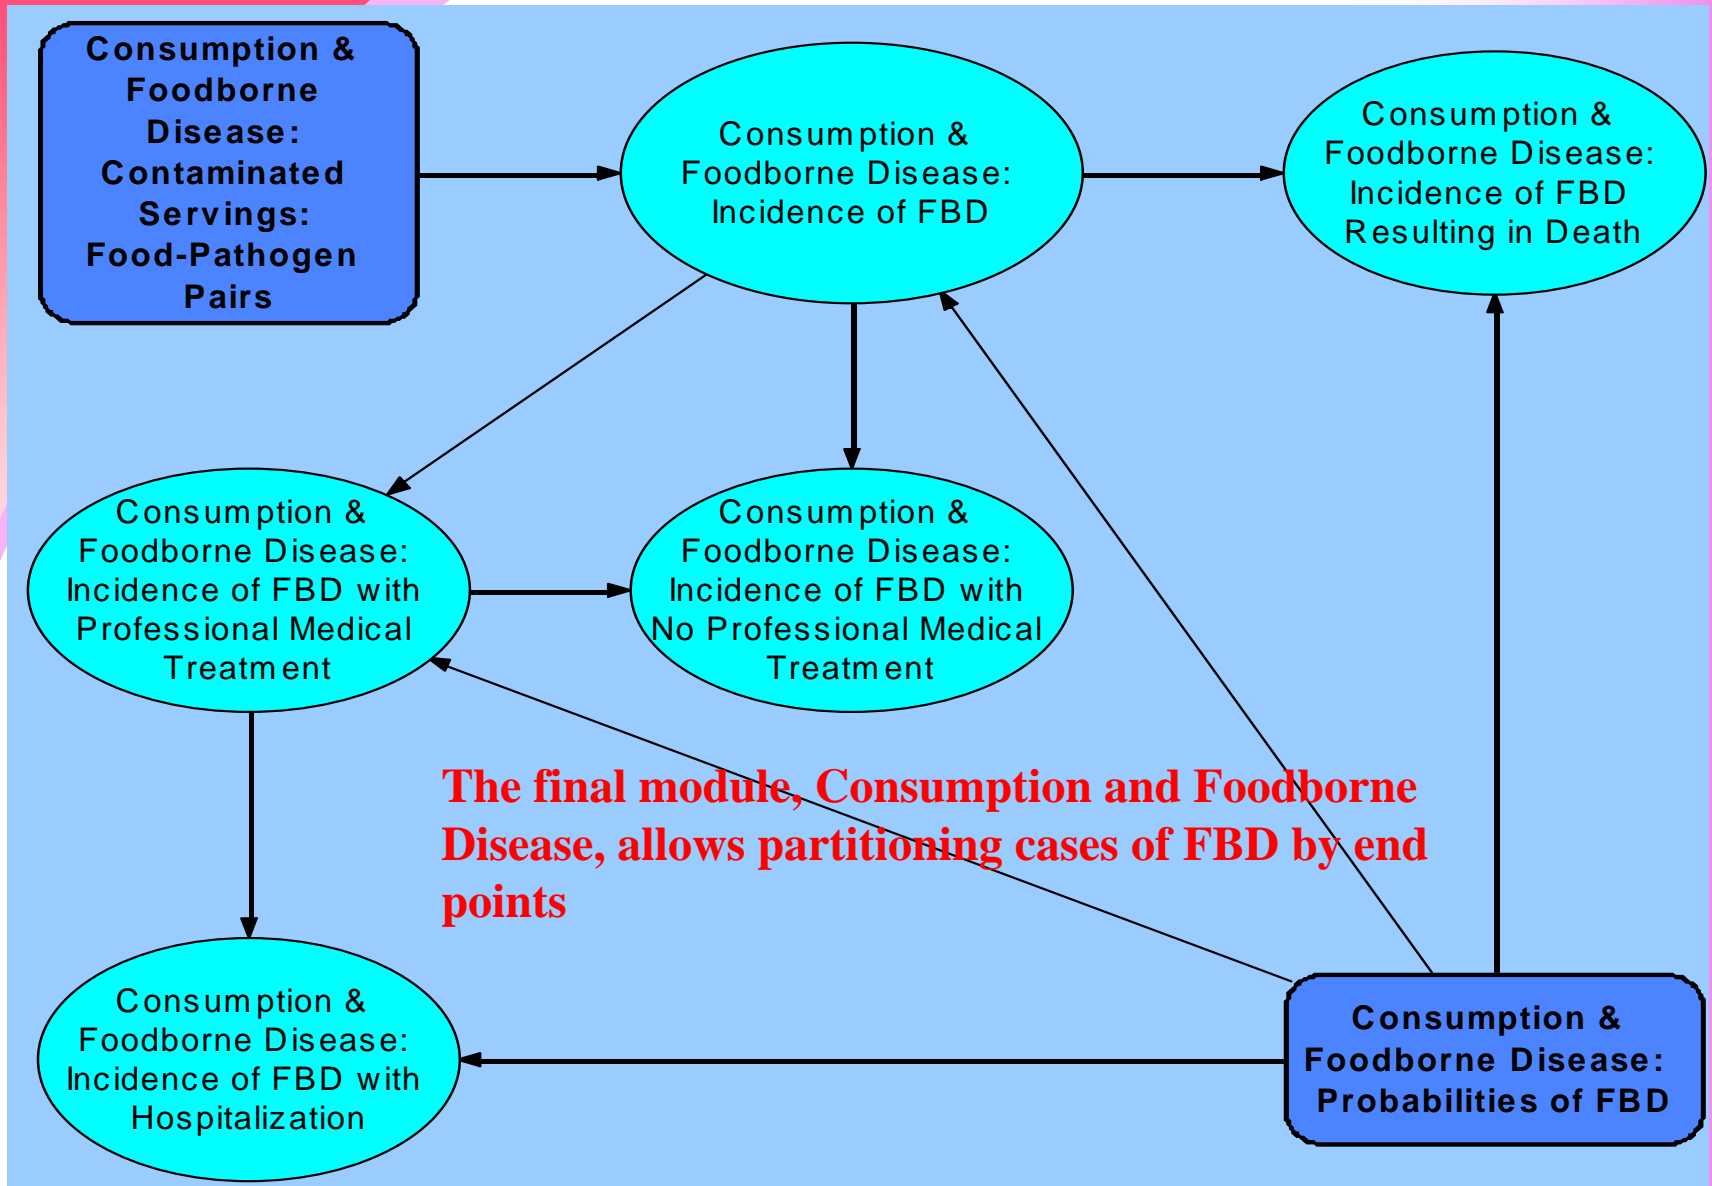 Consumption &
Foodborne
Disease:
Contaminated
Servings:
Food-Pathogen
Pairs
Consumption &
Foodborne Disease:
Incidence of FBD
Consumption &
Foodborne Disease:
Incidence of FBD
Resulting in Death
Consumption &
Foodborne Disease:
Incidence of FBD with
Professional Medical
Treatment
Consumption &
Foodborne Disease:
Incidence of FBD with
No Professional Medical
Treatment
The final module, Consumption and Foodborne
Disease, allows partitioning cases of FBD by end
points
Consumption &
Foodborne Disease:
Incidence of FBD with
Hospitalization
Consumption &
Foodborne Disease:
Probabilities of FBD